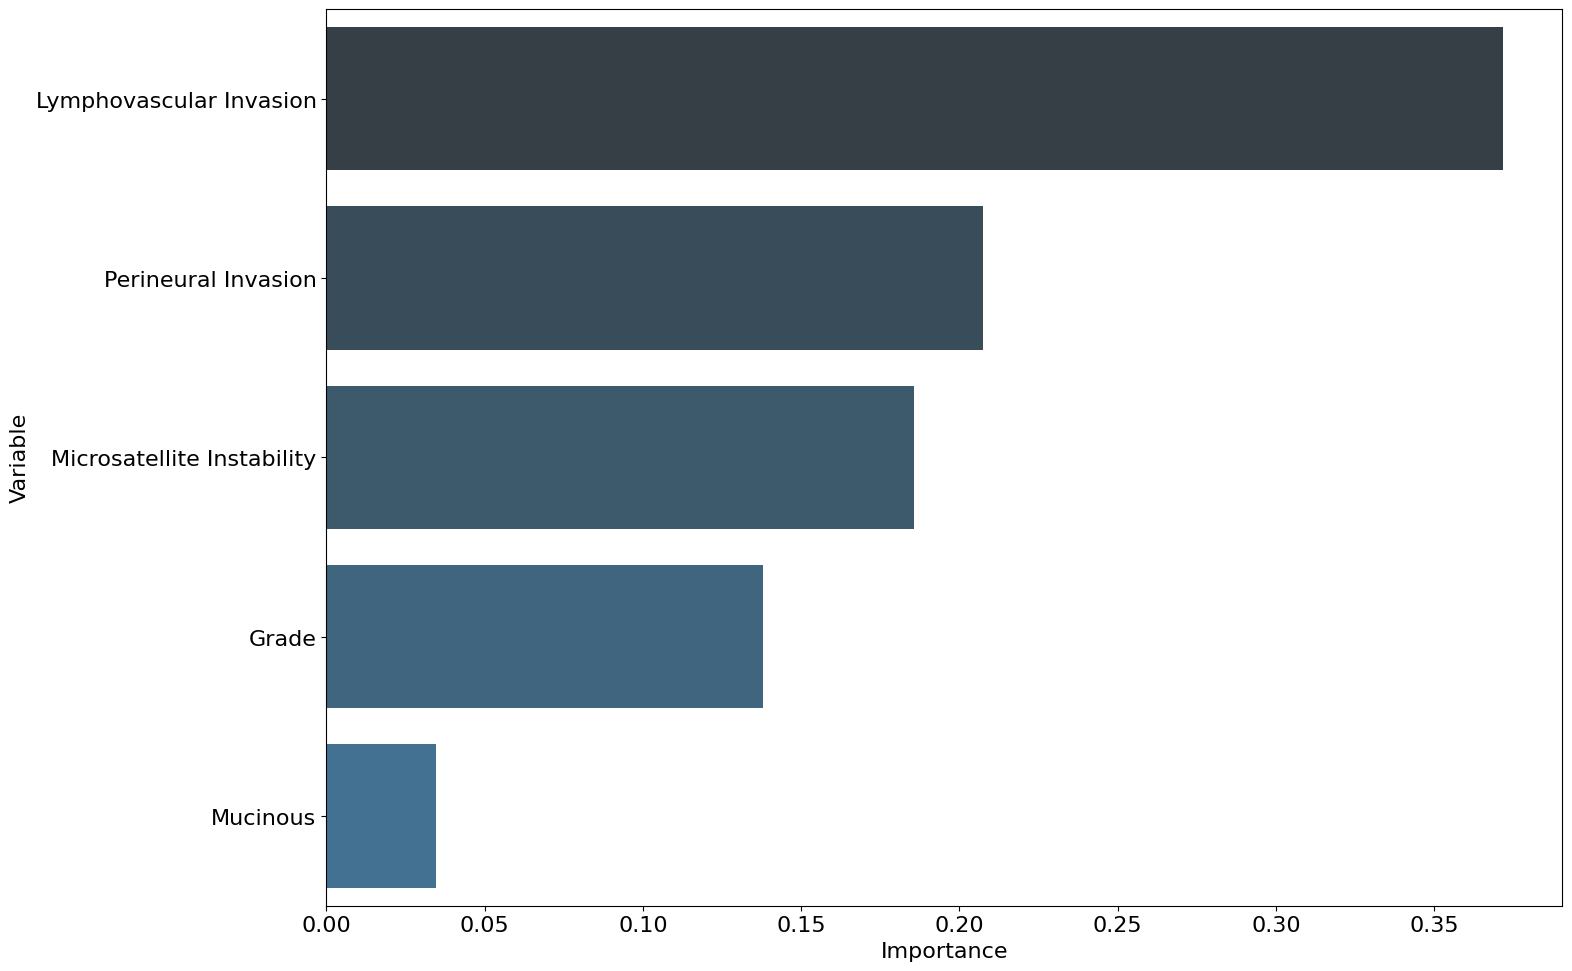 Variable
Lymphovascular Invasion
Perineural Invasion
Microsatellite Instability
Grade
Mucinous
0.00 0.05 0.10 0.15 0.20 0.25 0.30 0.35
Importance